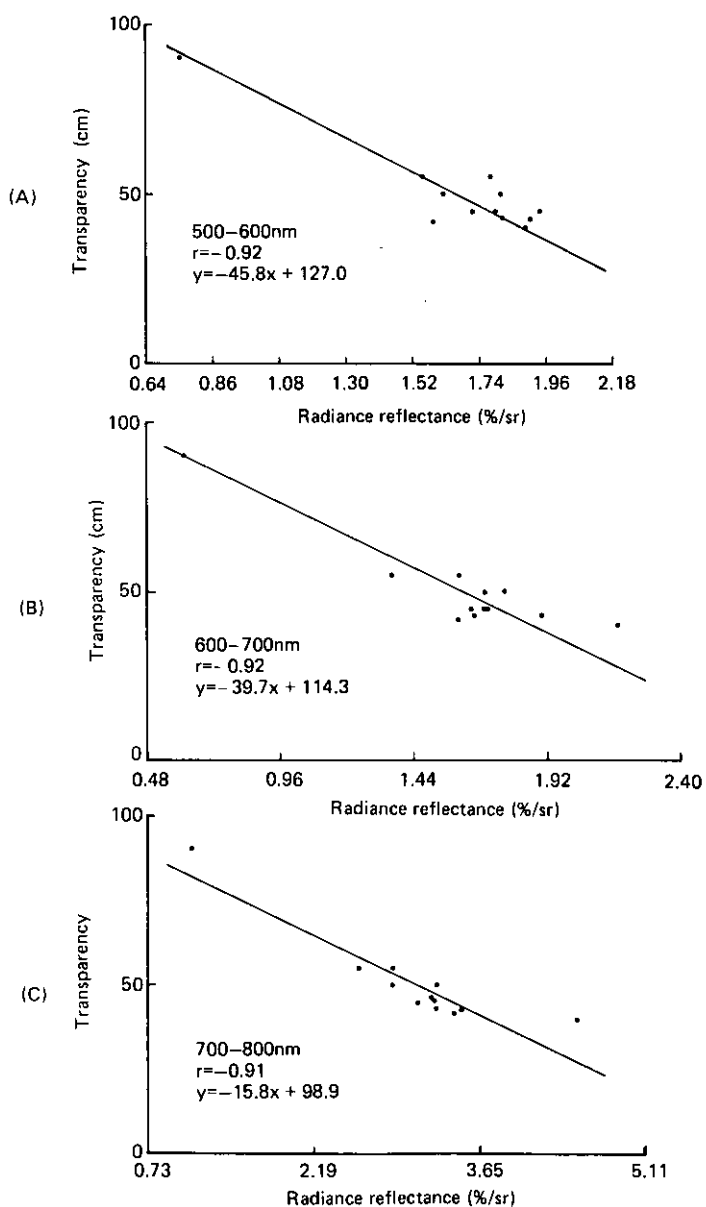 100
50
0
Transparency (cm)
(A)
500–600nm
r=– 0.92
y=–45.8x + 127.0
0.64 0.86 1.08 1.30 1.52 1.74 1.96 2.18
Radiance reflectance (%/sr)
100
50
0
Transparency (cm)
(B)
600–700nm
r=- 0.92
y=– 39.7x + 114.3
0.48 0.96 1.44 1.92 2.40
Radiance reflectance (%/sr)
100
50
0
Transparency
(C)
700–800nm
r=–0.91
y=–15.8x + 98.9
0.73 2.19 3.65 5.11
Radiance reflectance (%/sr)